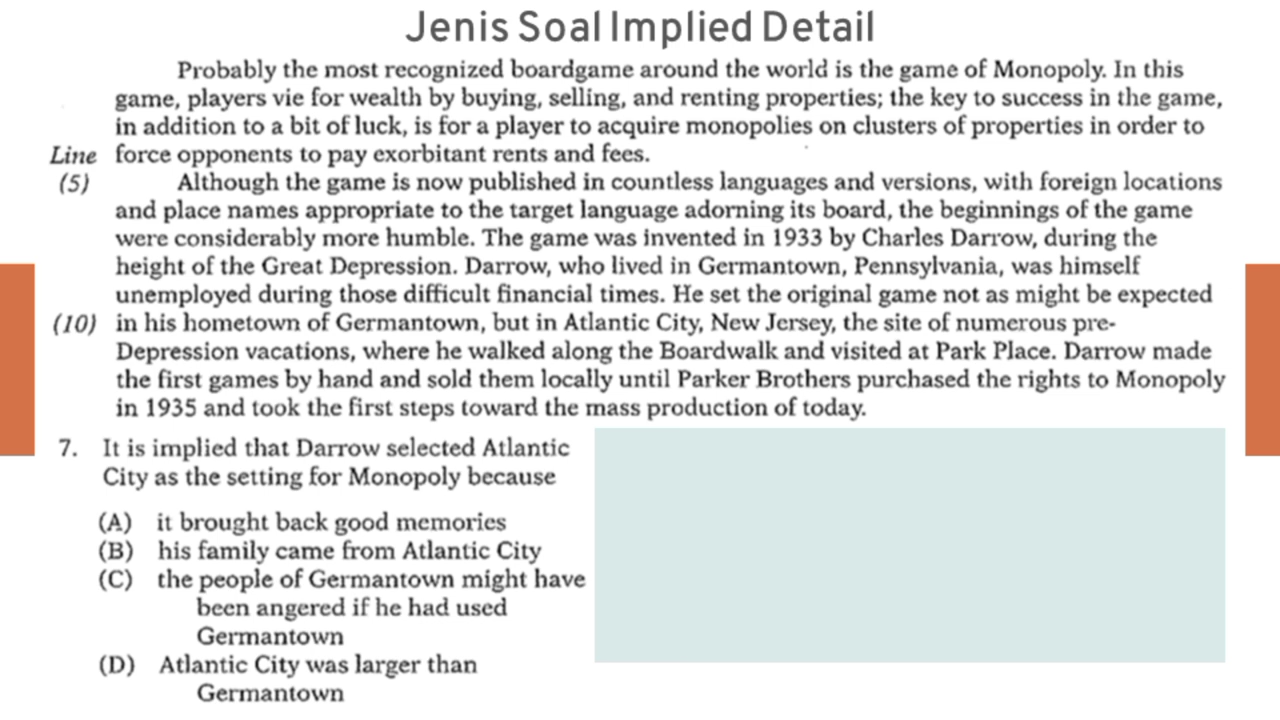 Jenis Soal Implied Detail
Probably the most recognized boardgame around the world is the game of Monopoly. In this
game, players vie for wealth by buying, selling, and renting properties; the key to success in the game,
in addition to a bit of luck, is for a player to acquire monopolies on clusters of properties in order to
Line force opponents to pay exorbitant rents and fees.
(5) Although the game is now published in countless languages and versions, with foreign locations
and place names appropriate to the target language adorning its board, the beginnings of the game
were considerably more humble. The game was invented in 1933 by Charles Darrow, during the
height of the Great Depression. Darrow, who lived in Germantown, Pennsylvania, was himself
unemployed during those difficult financial times. He set the original game not as might be expected
(10) in his hometown of Germantown, but in Atlantic City, New Jersey, the site of numerous pre-
Depression vacations, where he walked along the Boardwalk and visited at Park Place. Darrow made
the first games by hand and sold them locally until Parker Brothers purchased the rights to Monopoly
in 1935 and took the first steps toward the mass production of today.
7. It is implied that Darrow selected Atlantic
City as the setting for Monopoly because
(A) it brought back good memories
(B) his family came from Atlantic City
(C) the people of Germantown might have
been angered if he had used
Germantown
(D) Atlantic City was larger than
Germantown